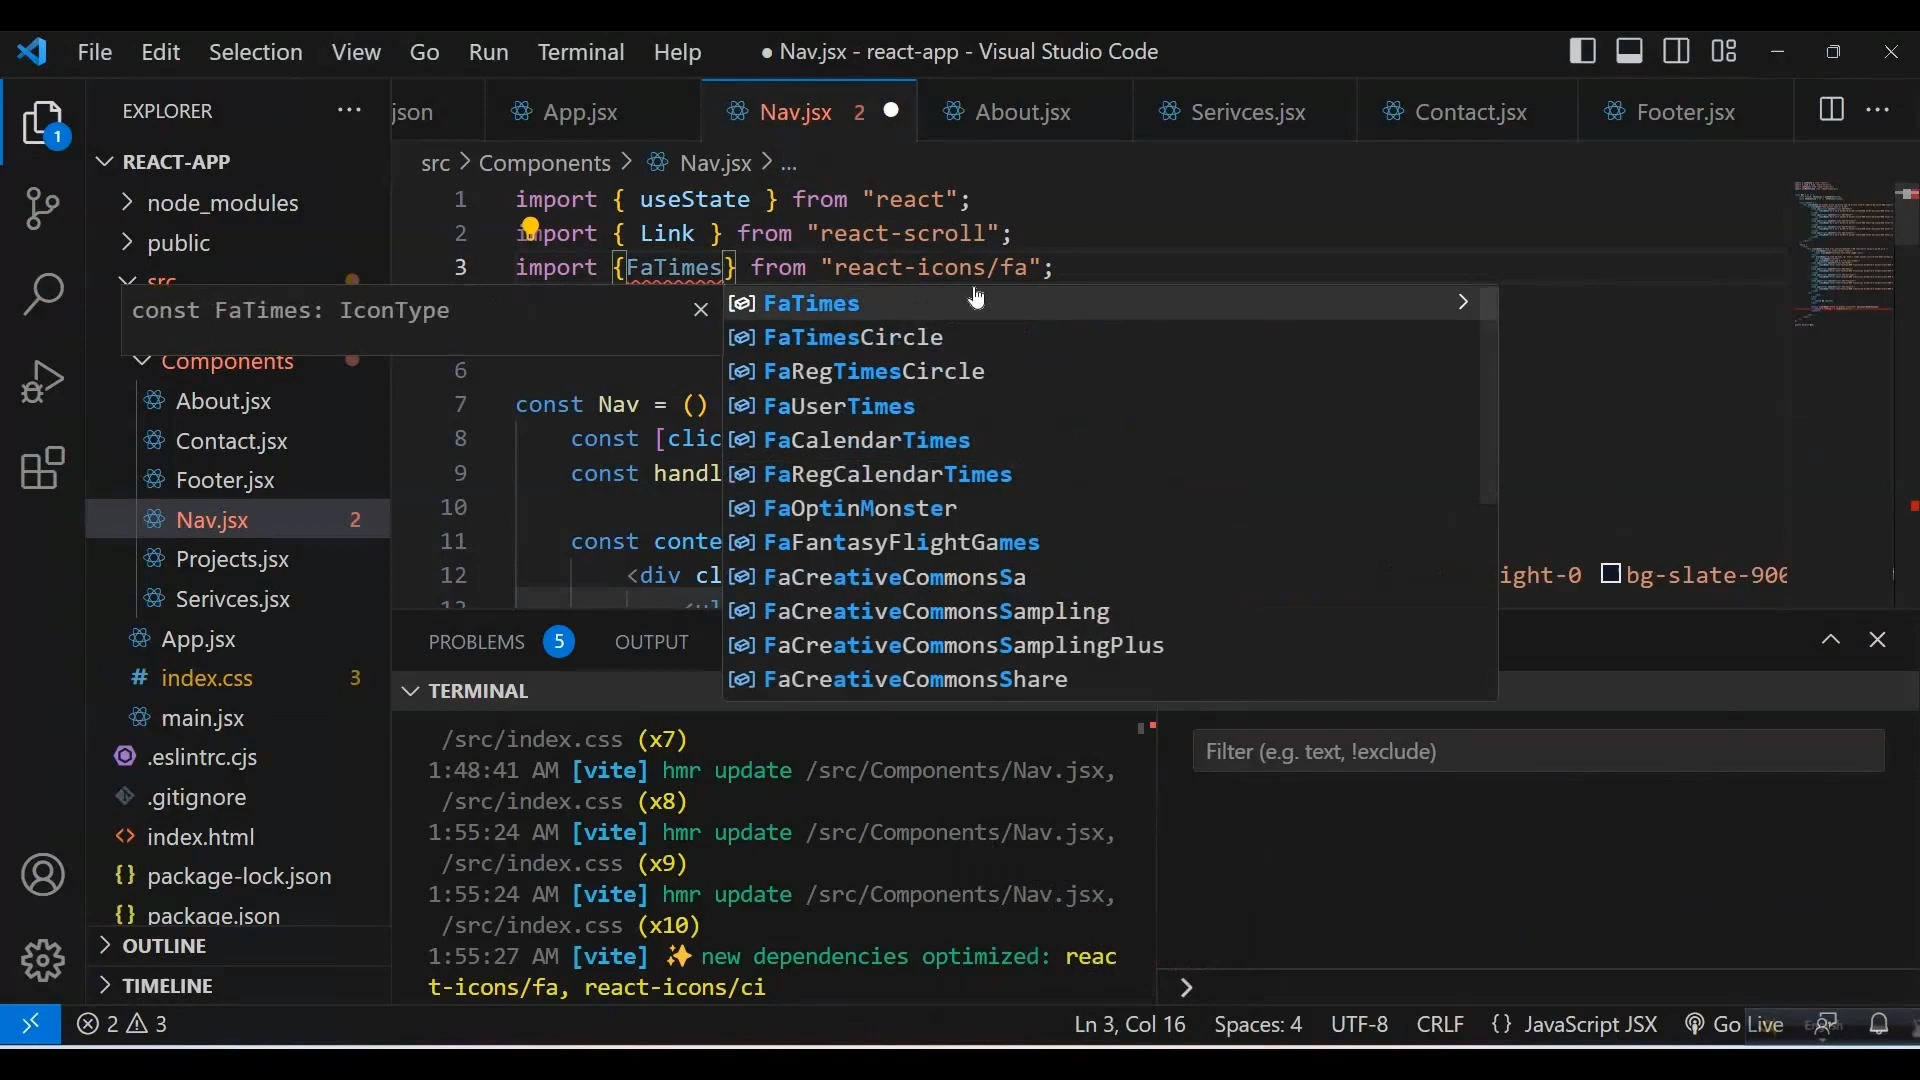 File Edit Selection View Go Run Terminal Help
● Nav.jsx - react-app - Visual Studio Code
EXPLORER
json
App.jsx
Nav.jsx 2
About.jsx
Serivces.jsx
Contact.jsx
Footer.jsx
REACT-APP
node_modules
public
src
Components
About.jsx
Contact.jsx
Footer.jsx
Nav.jsx 2
Projects.jsx
Serivces.jsx
App.jsx
# index.css 3
main.jsx
.eslintrc.cjs
.gitignore
<> index.html
{} package-lock.json
{} package.json
OUTLINE
TIMELINE
1
src > Components > Nav.jsx > ...
1 import { useState } from "react";
2 import { Link } from "react-scroll";
3 import {FaTimes} from "react-icons/fa";
const FaTimes: IconType
6
7 const Nav = ()
8 const [clic
9 const handl
10
11 const conte
12 <div cl
ight-0 bg-slate-900
FaTimes
FaTimesCircle
FaRegTimesCircle
FaUserTimes
FaCalendarTimes
FaRegCalendarTimes
FaOptinMonster
FaFantasyFlightGames
FaCreativeCommonsSa
FaCreativeCommonsSampling
FaCreativeCommonsSamplingPlus
FaCreativeCommonsShare
PROBLEMS 5 OUTPUT
TERMINAL
/src/index.css (x7)
1:48:41 AM [vite] hmr update /src/Components/Nav.jsx,
/src/index.css (x8)
1:55:24 AM [vite] hmr update /src/Components/Nav.jsx,
/src/index.css (x9)
1:55:24 AM [vite] hmr update /src/Components/Nav.jsx,
/src/index.css (x10)
1:55:27 AM [vite] ✨ new dependencies optimized: reac
t-icons/fa, react-icons/ci
Filter (e.g. text, !exclude)
2 3
Ln 3, Col 16 Spaces: 4 UTF-8 CRLF {} JavaScript JSX Go Live